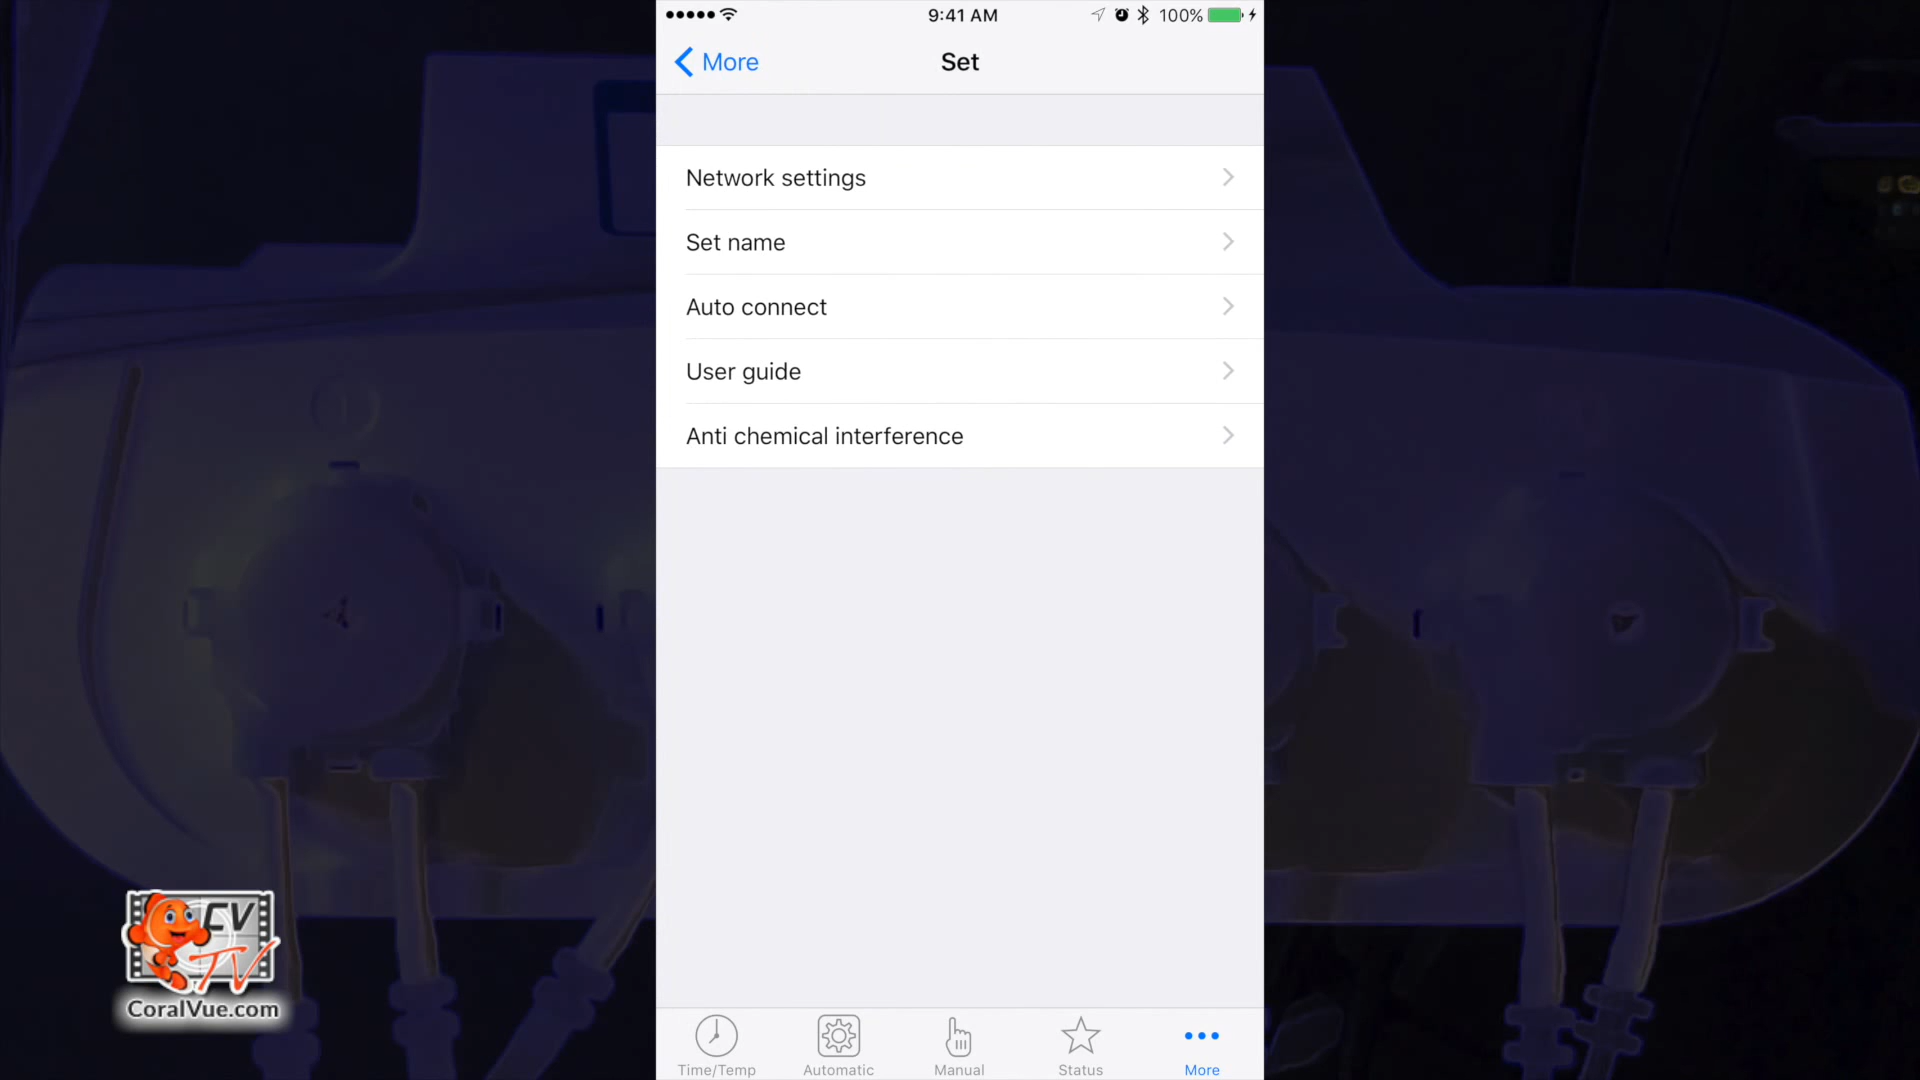 9:41 AM
100%
More
Set
Network settings
Set name
Auto connect
User guide
Anti chemical interference
CV
TV
CoralVue.com
Time/Temp
Automatic
Manual
Status
More